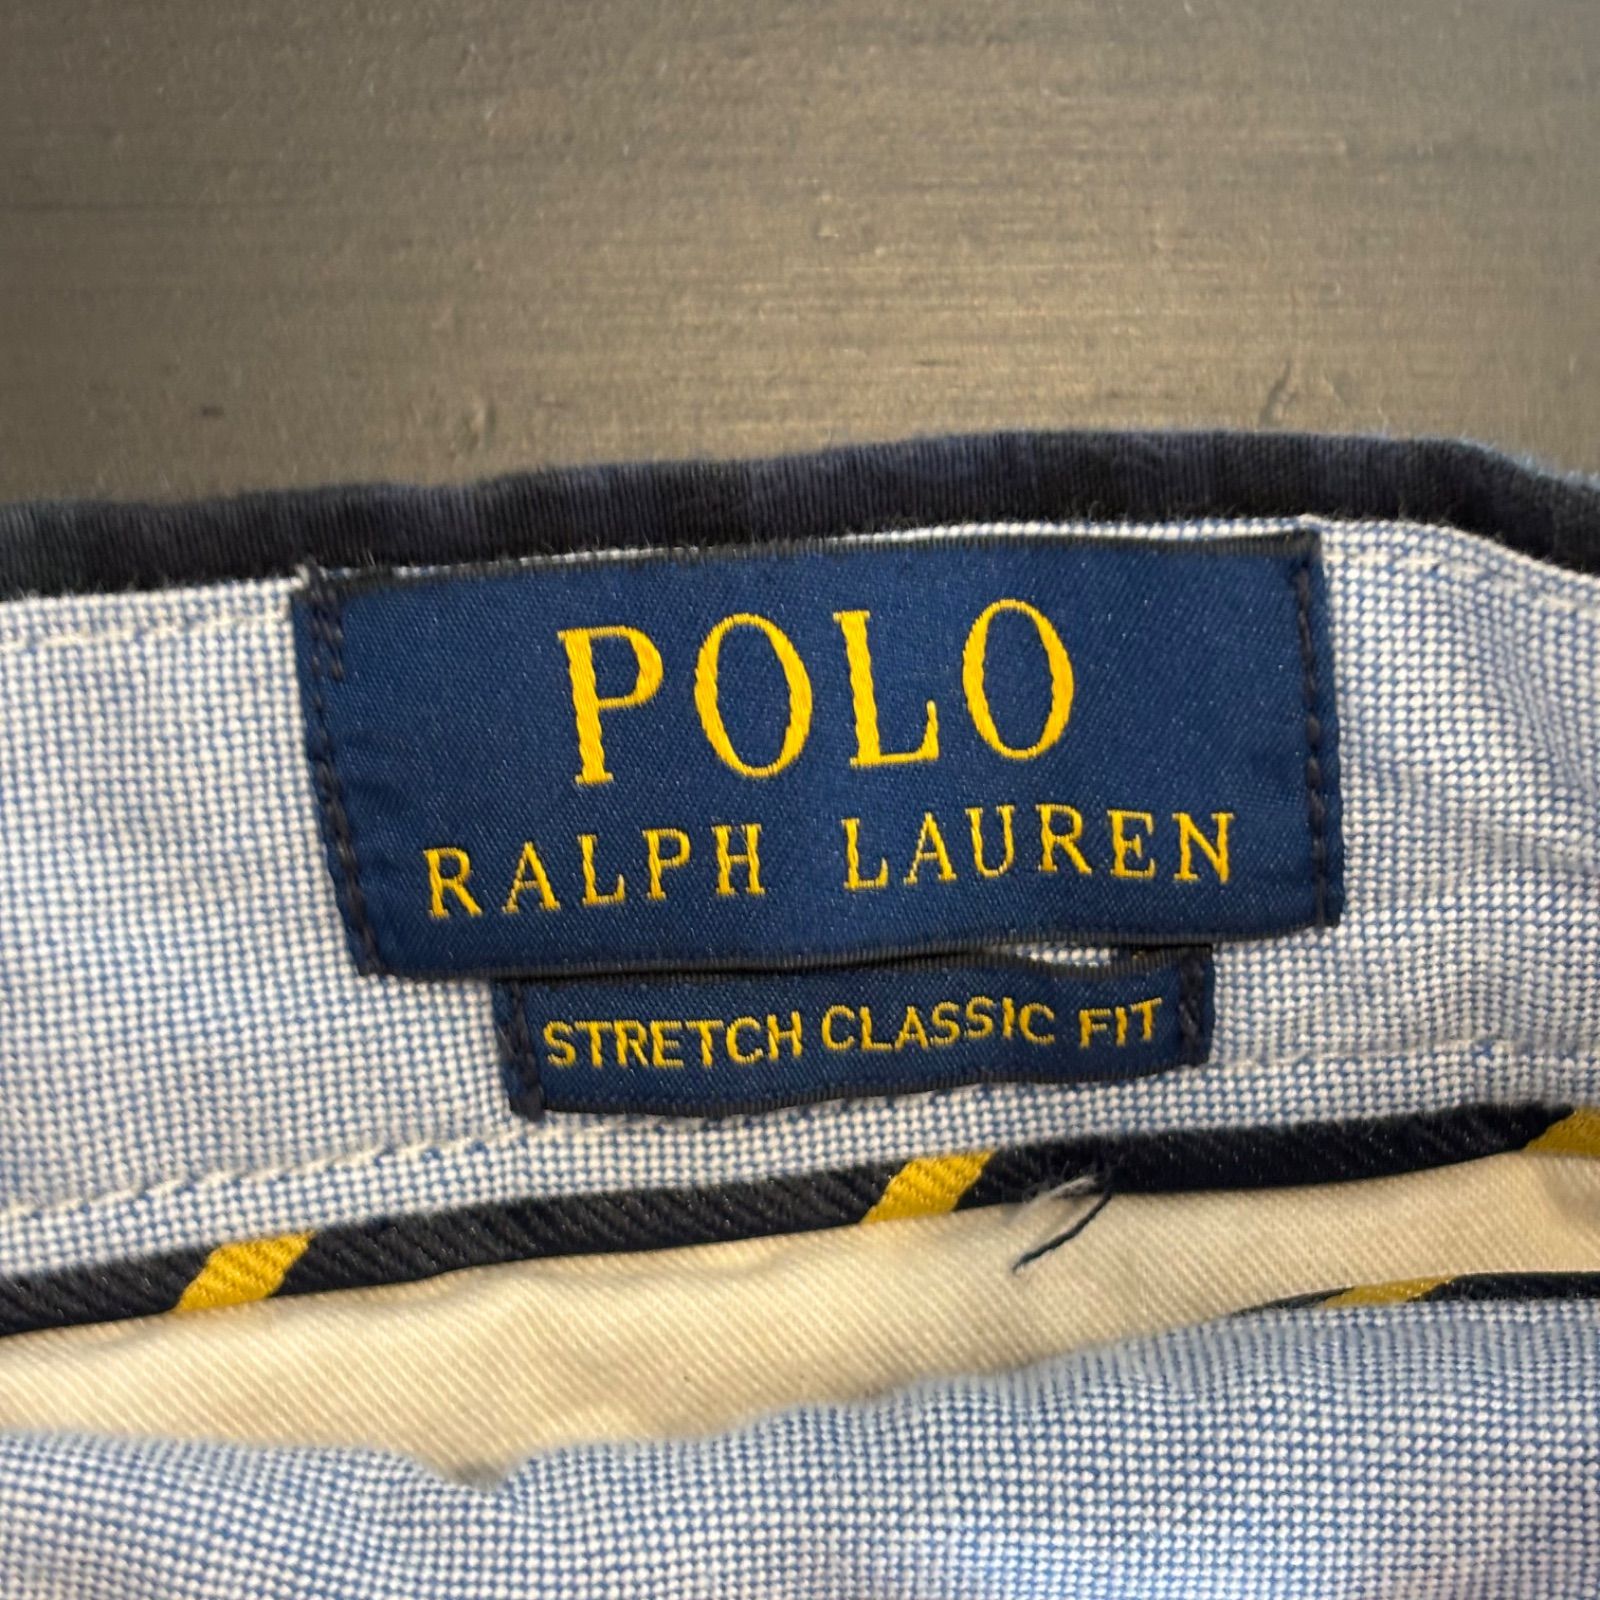 POLO
RALPH LAUREN
STRETCH CLASSIC FIT